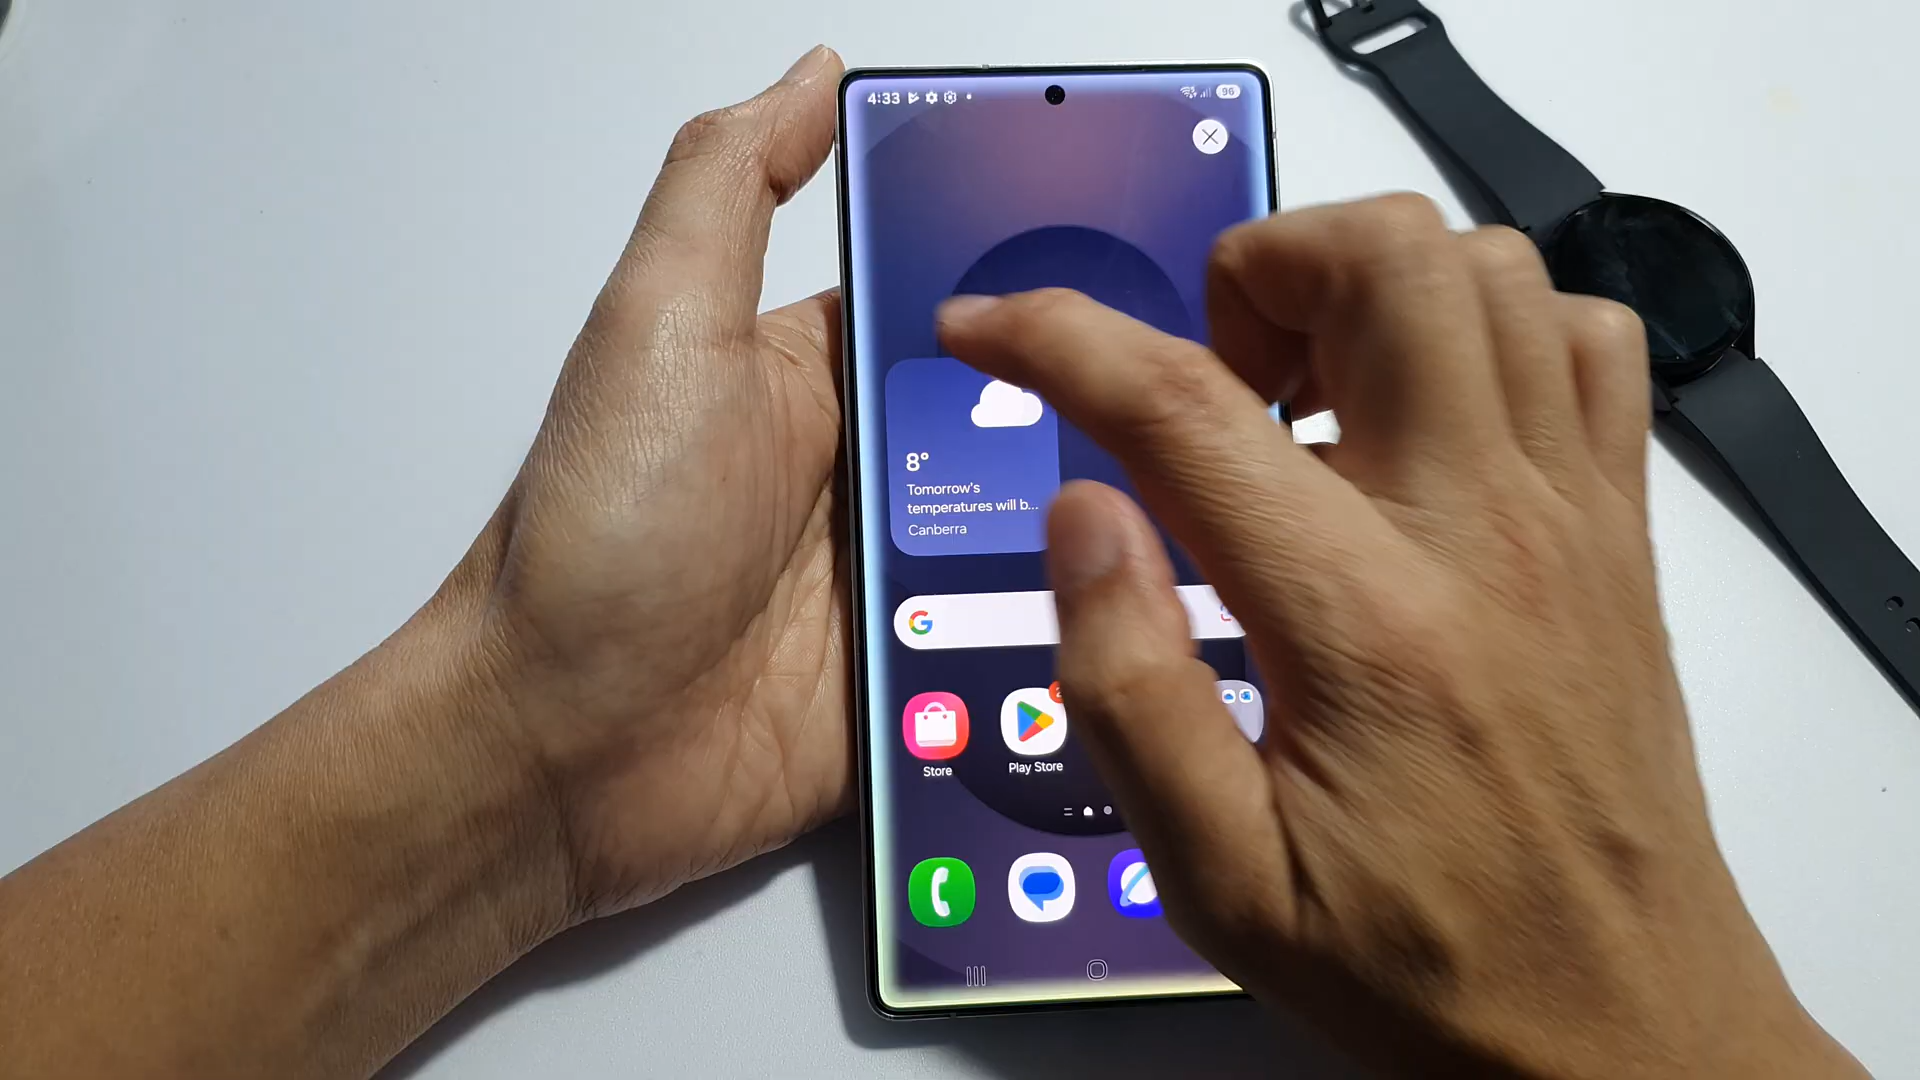 4:33
96
8°
Tomorrow's
temperatures will b...
Canberra
G
Store
Play Store